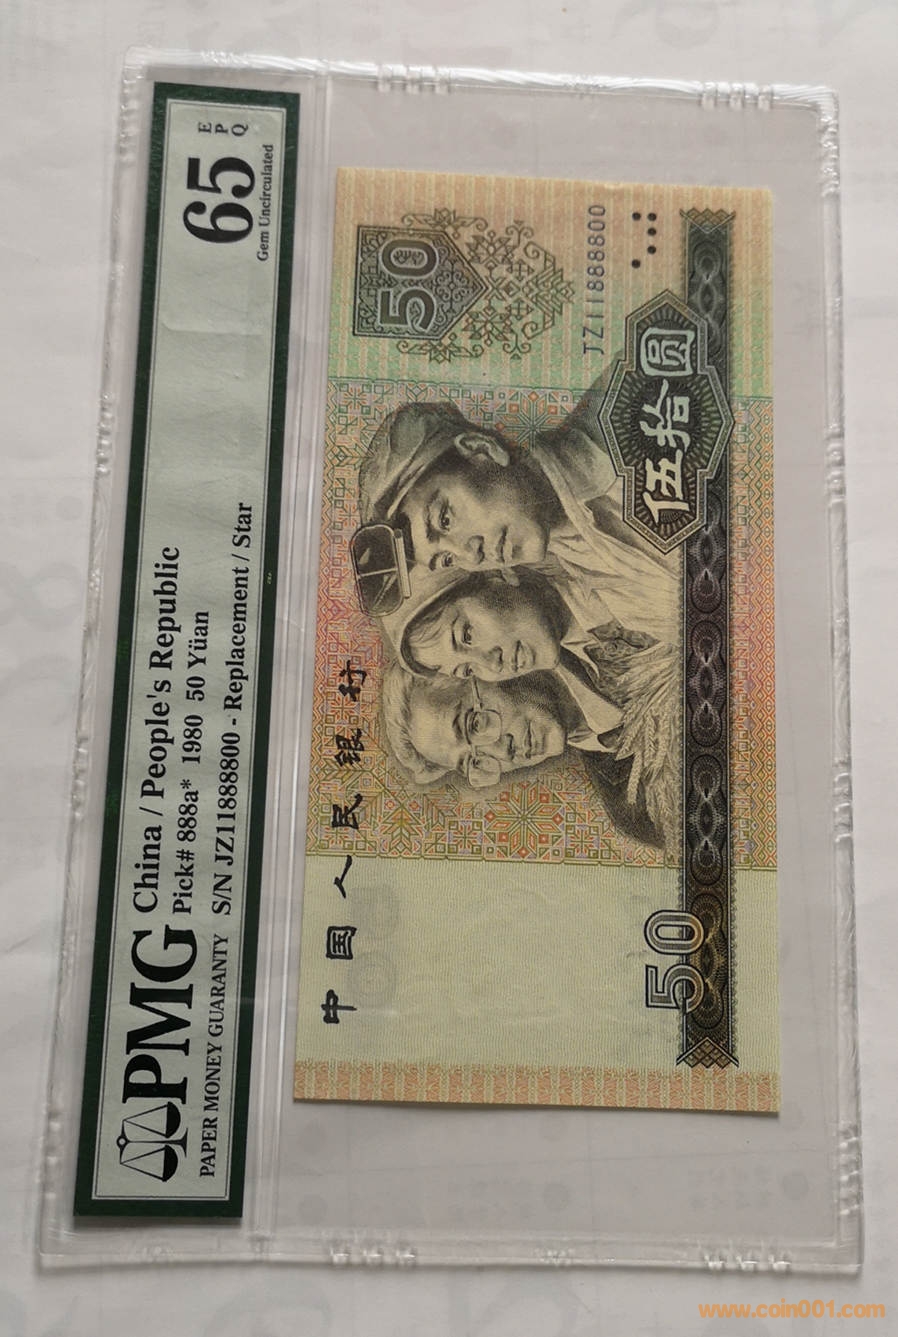 PMG
PAPER MONEY GUARANTY
China / People's Republic
Pick# 888a* 1980 50 Yüan
S/N JZ11888800 - Replacement / Star
65
EPQ
Gem Uncirculated
中国人民银行
50
JZ11888800
伍拾圆
50
www.coin001.com